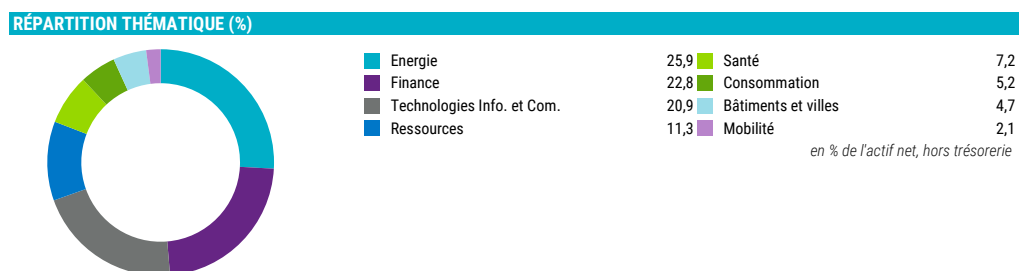 RÉPARTITION THÉMATIQUE (%)
Energie 25,9
Finance 22,8
Technologies Info. et Com. 20,9
Ressources 11,3
Santé 7,2
Consommation 5,2
Bâtiments et villes 4,7
Mobilité 2,1
en % de l'actif net, hors trésorerie